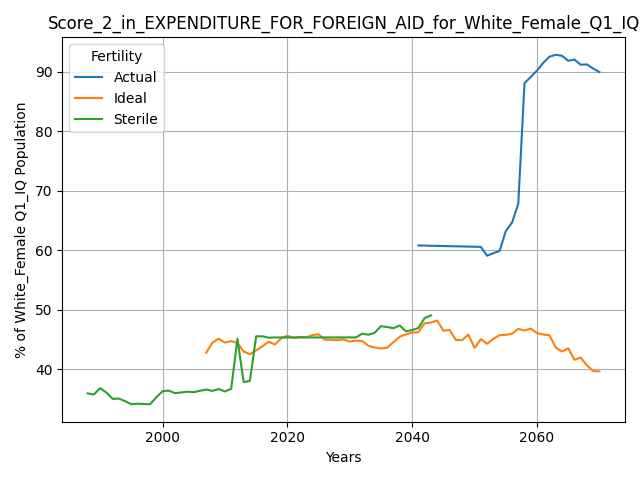 Score_2_in_EXPENDITURE_FOR_FOREIGN_AID_for_White_Female_Q1_IQ
Fertility
Actual
Ideal
Sterile
% of White_Female Q1_IQ Population
90
80
70
60
50
40
2000
2020
2040
2060
Years